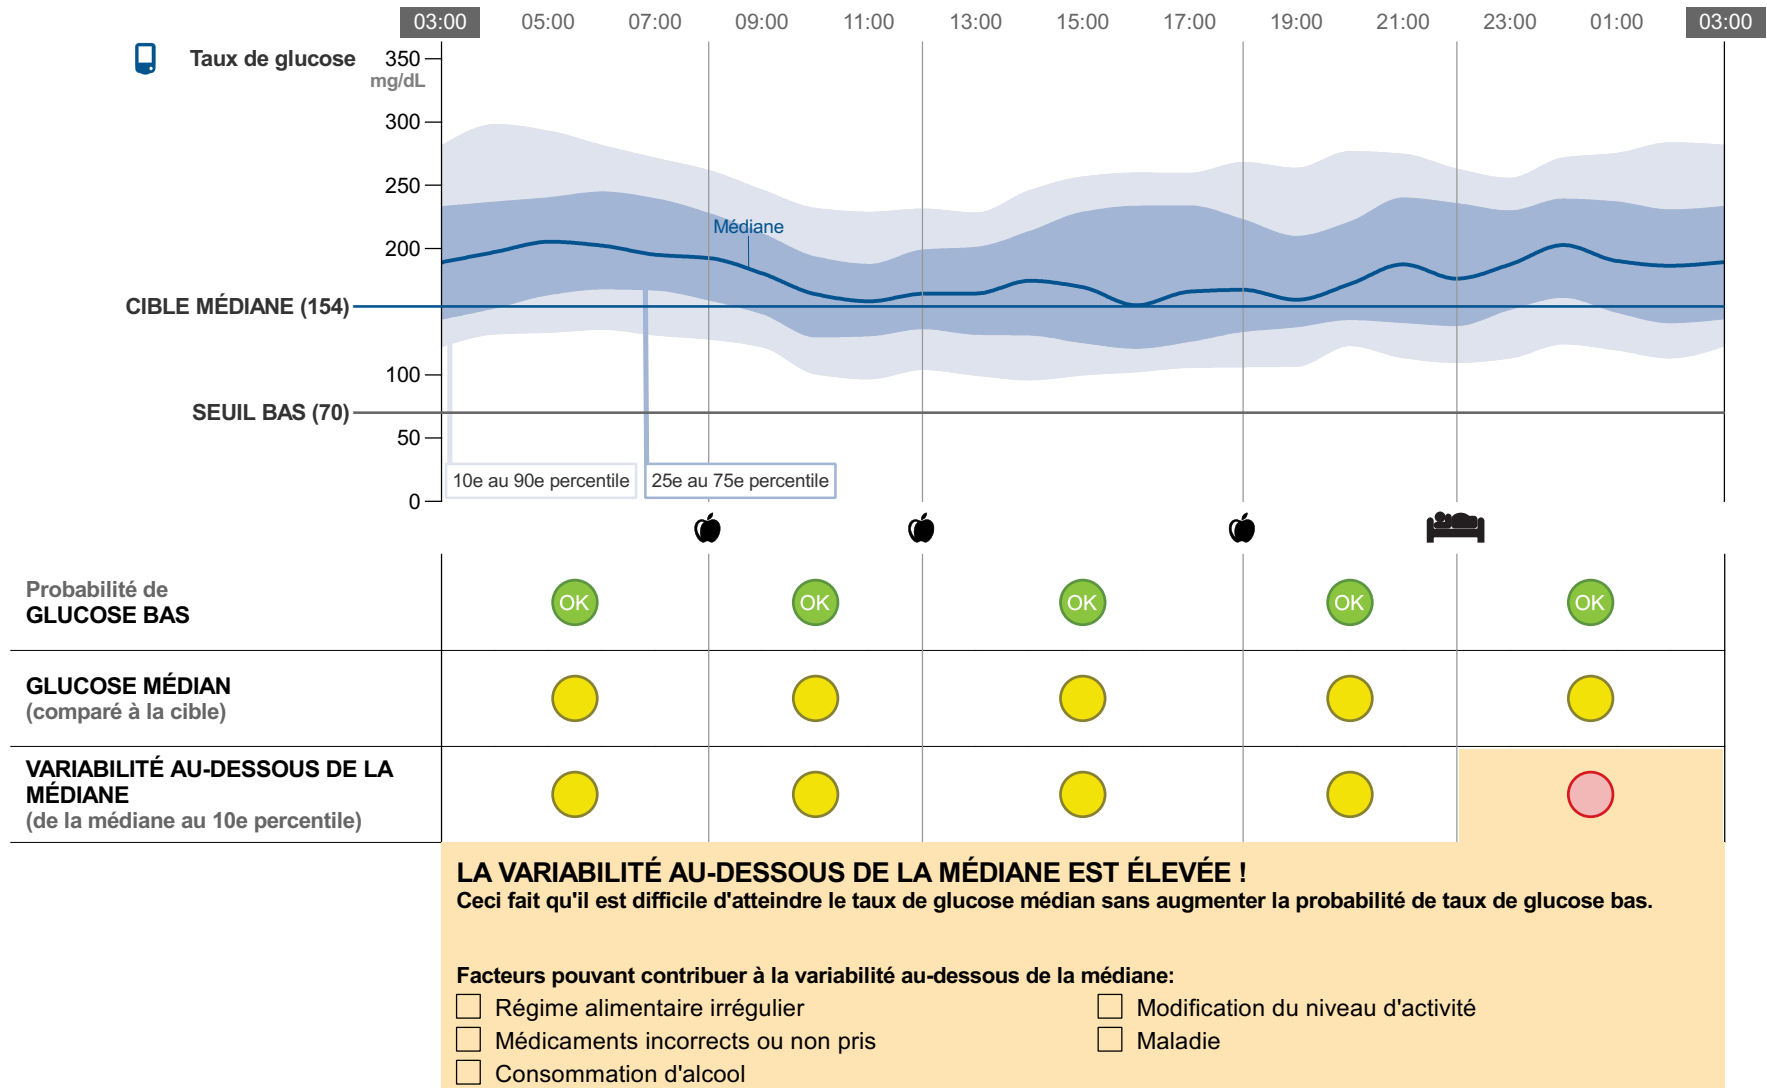 03:00 05:00 07:00 09:00 11:00 13:00 15:00 17:00 19:00 21:00 23:00 01:00 03:00
Taux de glucose 350
mg/dL
300
250
200
Médiane
CIBLE MÉDIANE (154)
100
SEUIL BAS (70)
50
10e au 90e percentile 25e au 75e percentile
0
Probabilité de
GLUCOSE BAS
OK OK OK OK OK
GLUCOSE MÉDIAN
(comparé à la cible)
VARIABILITÉ AU-DESSOUS DE LA
MÉDIANE
(de la médiane au 10e percentile)
LA VARIABILITÉ AU-DESSOUS DE LA MÉDIANE EST ÉLEVÉE !
Ceci fait qu'il est difficile d'atteindre le taux de glucose médian sans augmenter la probabilité de taux de glucose bas.
Facteurs pouvant contribuer à la variabilité au-dessous de la médiane:
Régime alimentaire irrégulier
Médicaments incorrects ou non pris
Consommation d'alcool
Modification du niveau d'activité
Maladie